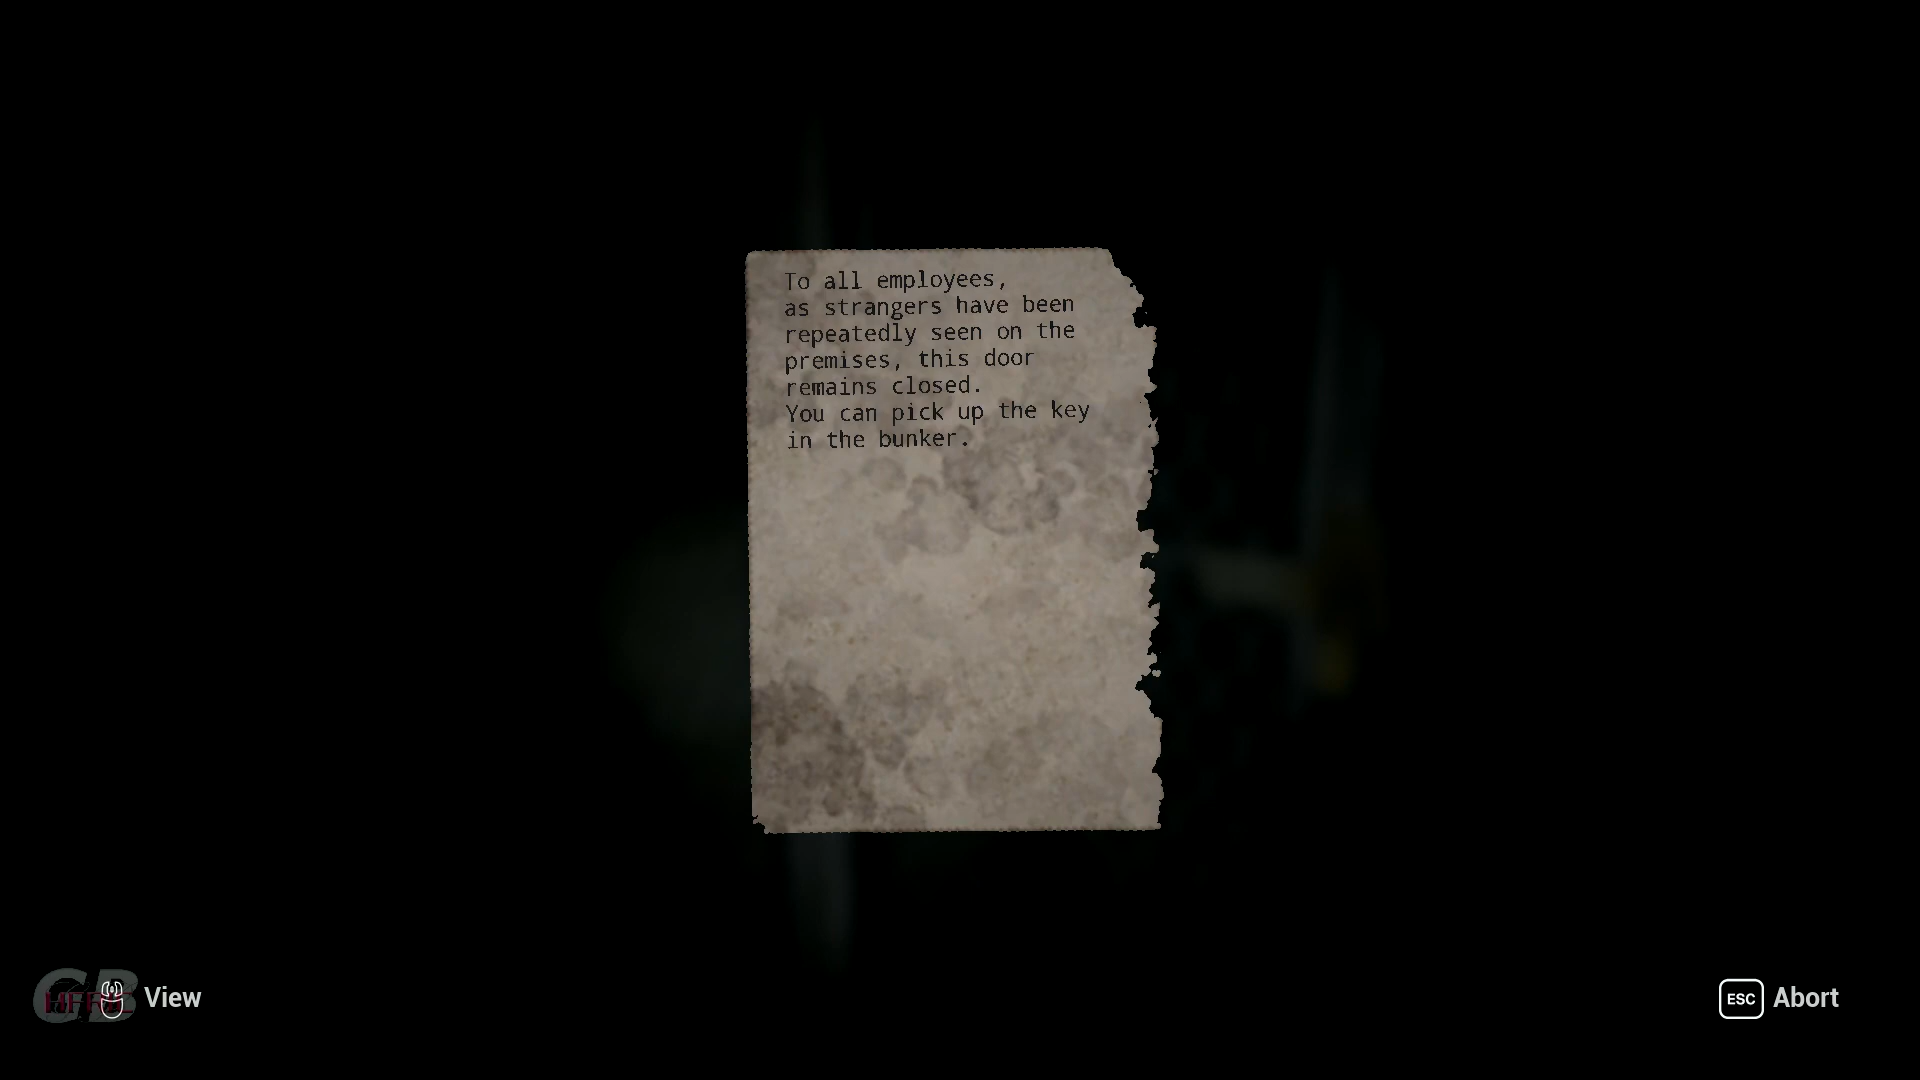 To all employees,
as strangers have been
repeatedly seen on the
premises, this door
remains closed.
You can pick up the key
in the bunker.
GB
View
ESC Abort